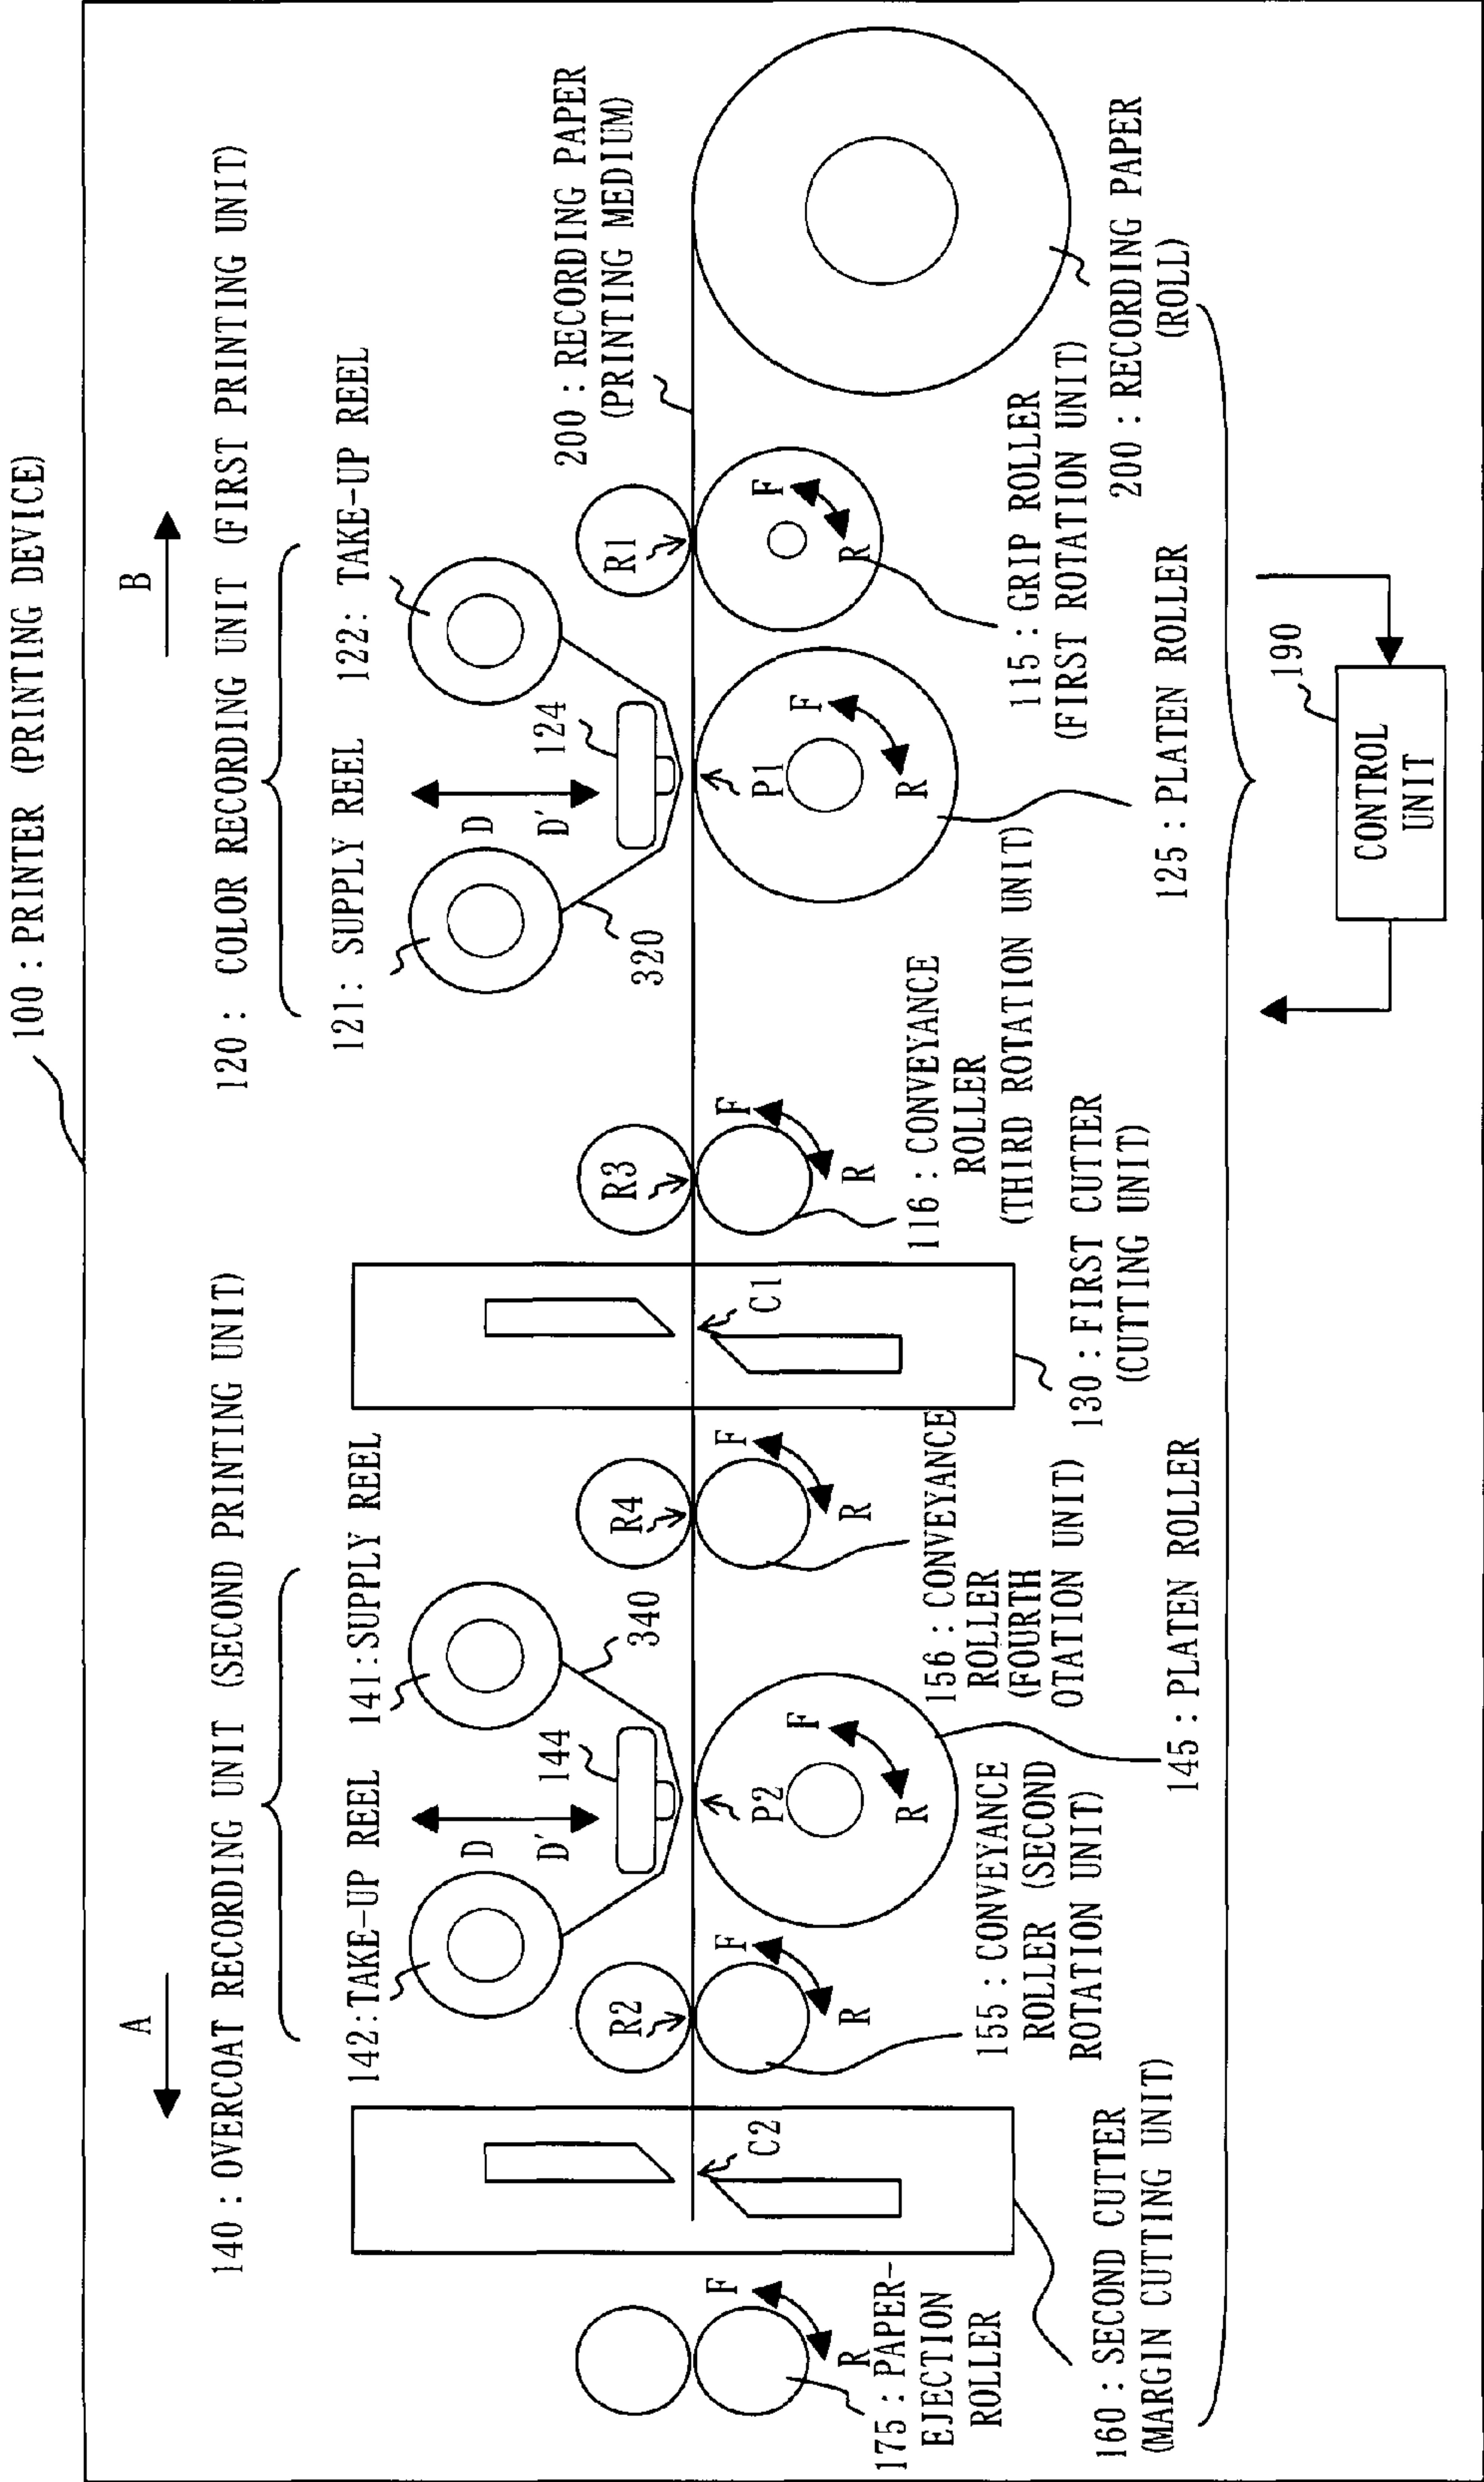 100 : PRINTER (PRINTING DEVICE)
A
B
140 : OVERCOAT RECORDING UNIT (SECOND PRINTING UNIT)
120 : COLOR RECORDING UNIT (FIRST PRINTING UNIT)
142:TAKE-UP REEL
141:SUPPLY REEL
121: SUPPLY REEL
122: TAKE-UP REEL
D
D'
144
340
D
D'
124
320
200 : RECORDING PAPER
(PRINTING MEDIUM)
R2
R4
R3
R1
C2
P2
C1
P1
F
R
F
R
F
R
F
R
F
R
F
R
F
R
175 : PAPER-
EJECTION
ROLLER
160 : SECOND CUTTER
(MARGIN CUTTING UNIT)
155 : CONVEYANCE
ROLLER (SECOND
ROTATION UNIT)
145 : PLATEN ROLLER
156 : CONVEYANCE
ROLLER
(FOURTH
OTATION UNIT)
130 : FIRST CUTTER
(CUTTING UNIT)
116 : CONVEYANCE
ROLLER
(THIRD ROTATION UNIT)
125 : PLATEN ROLLER
115 : GRIP ROLLER
(FIRST ROTATION UNIT)
200 : RECORDING PAPER
(ROLL)
190
CONTROL
UNIT